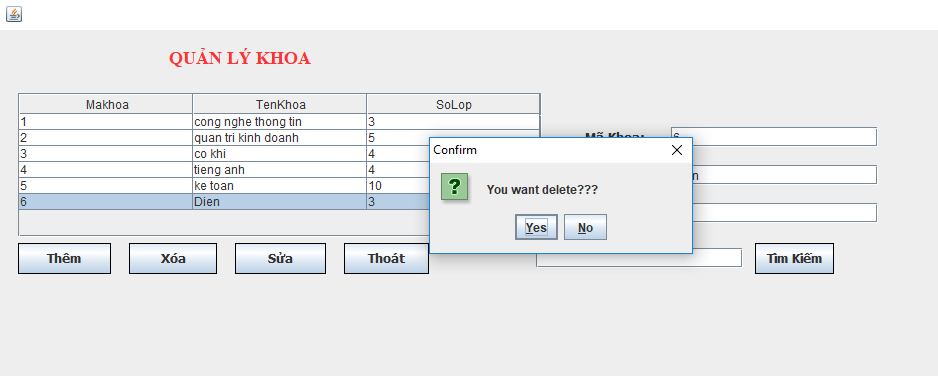 QUẢN LÝ KHOA
Makhoa TenKhoa SoLop
1 cong nghe thong tin 3
2 quan tri kinh doanh 5
3 co khi 4
4 tieng anh 4
5 ke toan 10
6 Dien 3
Mã Khoa: 6
Confirm
You want delete???
Yes No
Thêm Xóa Sửa Thoát Tìm Kiếm